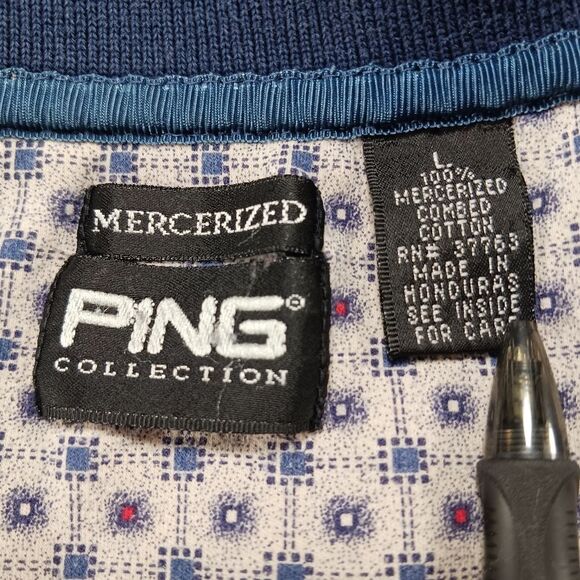 MERCERIZED
PING®
COLLECTION
L
100%
MERCERIZED
COMBED
COTTON
RN# 37763
MADE IN
HONDURAS
SEE INSIDE
FOR CARE